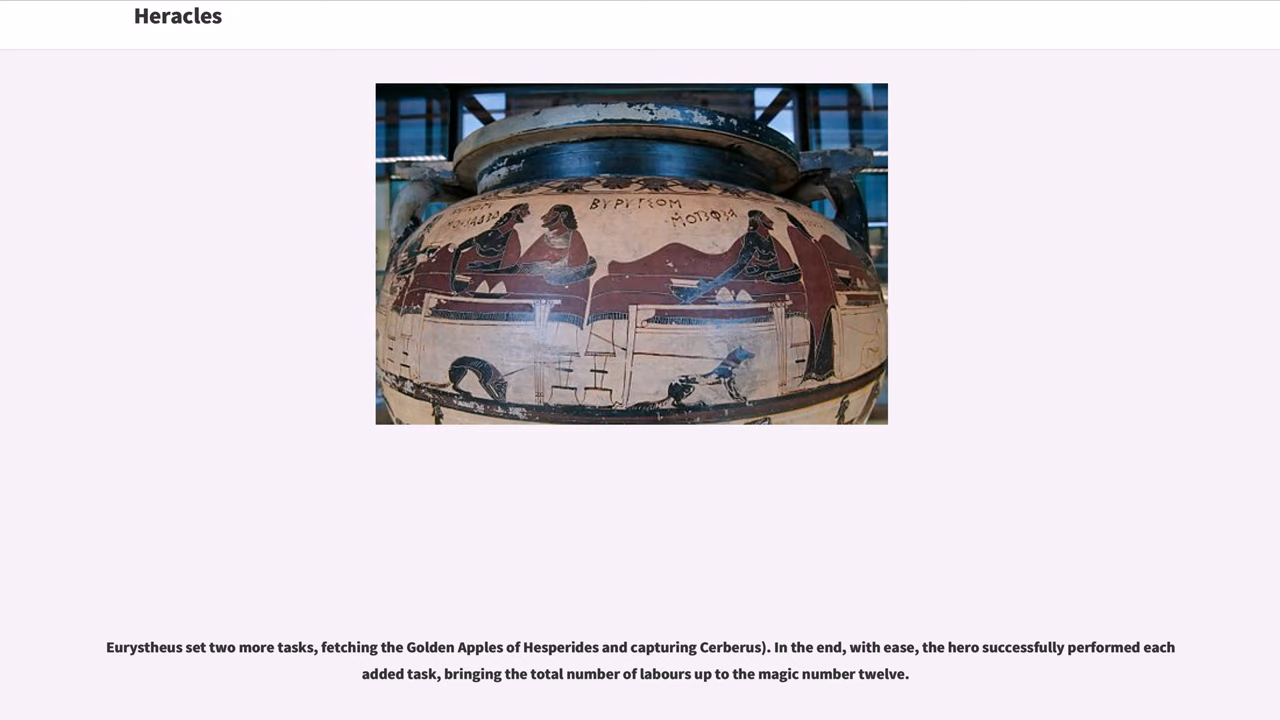 Heracles
ΒΥΡΥΤΕΟΜ
Eurystheus set two more tasks, fetching the Golden Apples of Hesperides and capturing Cerberus). In the end, with ease, the hero successfully performed each
added task, bringing the total number of labours up to the magic number twelve.